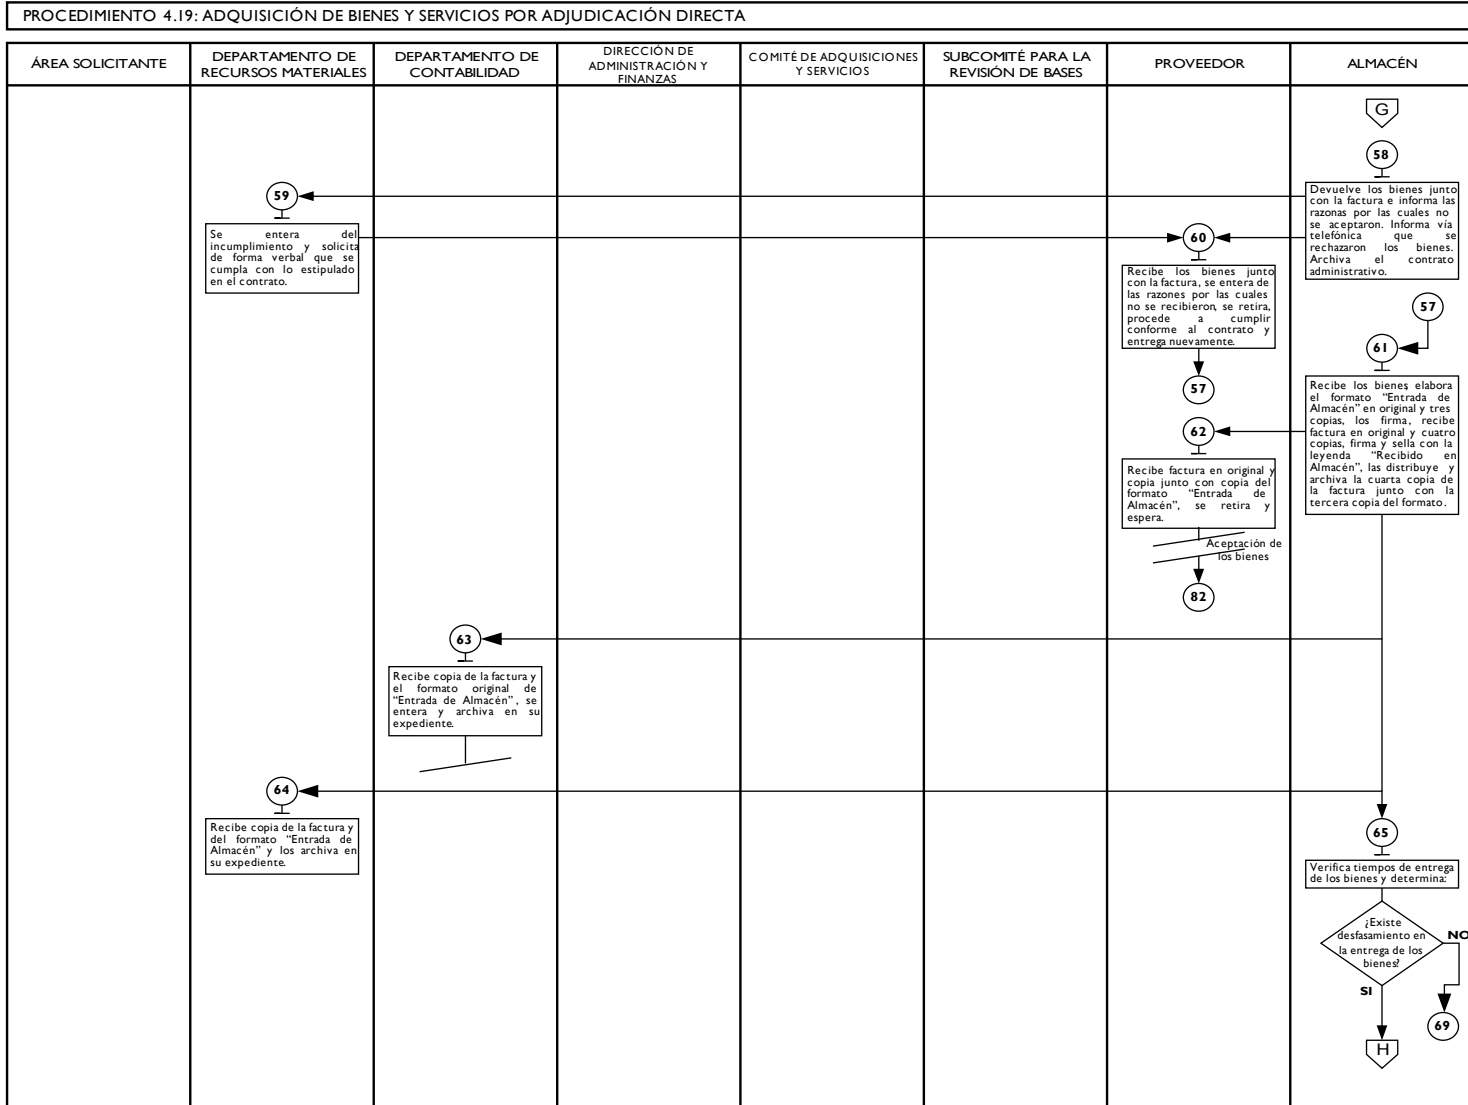 PROCEDIMIENTO 4.19: ADQUISICIÓN DE BIENES Y SERVICIOS POR ADJUDICACIÓN DIRECTA
ÁREA SOLICITANTE
DEPARTAMENTO DE
RECURSOS MATERIALES
DEPARTAMENTO DE
CONTABILIDAD
DIRECCIÓN DE
ADMINISTRACIÓN Y
FINANZAS
COMITÉ DE ADQUISICIONES
Y SERVICIOS
SUBCOMITÉ PARA LA
REVISIÓN DE BASES
PROVEEDOR
ALMACÉN
G
58
Devuelve los bienes junto
con la factura e informa las
razonas por las cuales no
se aceptaron. Informa vía
telefónica que se
rechazaron los bienes.
Archiva el contrato
administrativo.
59
Se entera del
incumplimiento y solicita
de forma verbal que se
cumpla con lo estipulado
en el contrato.
60
Recibe los bienes junto
con la factura, se entera de
las razones por las cuales
no se recibieron, se retira,
procede a cumplir
conforme al contrato y
entrega nuevamente.
57
57
61
Recibe los bienes, elabora
el formato “Entrada de
Almacén” en original y tres
copias, los firma, recibe
factura en original y cuatro
copias, firma y sella con la
leyenda “Recibido en
Almacén”, las distribuye y
archiva la cuarta copia de
la factura junto con la
tercera copia del formato.
62
Recibe factura en original y
copia junto con copia del
formato “Entrada de
Almacén”, se retira y
espera.
Aceptación de
los bienes
82
63
Recibe copia de la factura y
el formato original de
“Entrada de Almacén”, se
entera y archiva en su
expediente.
64
Recibe copia de la factura y
del formato “Entrada de
Almacén” y los archiva en
su expediente.
65
Verifica tiempos de entrega
de los bienes y determina:
¿Existe
desfasamiento en
la entrega de los
bienes?
NO
SI
69
H